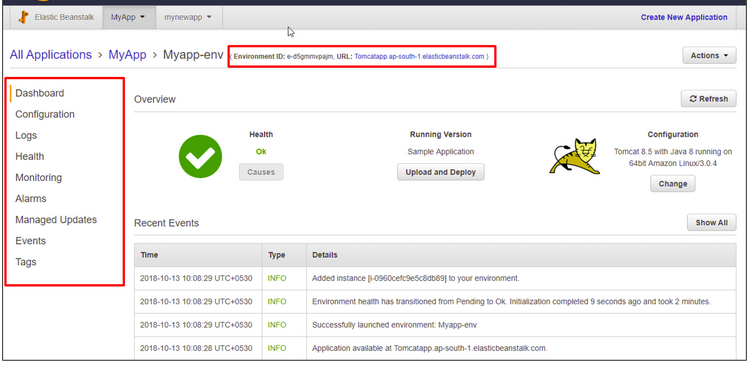 Elastic Beanstalk MyApp mynewapp Create New Application
All Applications > MyApp > Myapp-env ( Environment ID: e-d5gmmvpajm, URL: Tomcatapp.ap-south-1.elasticbeanstalk.com ) Actions
Dashboard
Configuration
Logs
Health
Monitoring
Alarms
Managed Updates
Events
Tags
Overview Refresh
Health
Ok
Causes
Running Version
Sample Application
Upload and Deploy
Configuration
Tomcat 8.5 with Java 8 running on
64bit Amazon Linux/3.0.4
Change
Recent Events Show All
Time Type Details
2018-10-13 10:08:29 UTC+0530 INFO Added instance [i-0960cefc9e5c8db89] to your environment.
2018-10-13 10:08:29 UTC+0530 INFO Environment health has transitioned from Pending to Ok. Initialization completed 9 seconds ago and took 2 minutes.
2018-10-13 10:08:29 UTC+0530 INFO Successfully launched environment: Myapp-env
2018-10-13 10:08:28 UTC+0530 INFO Application available at Tomcatapp.ap-south-1.elasticbeanstalk.com.